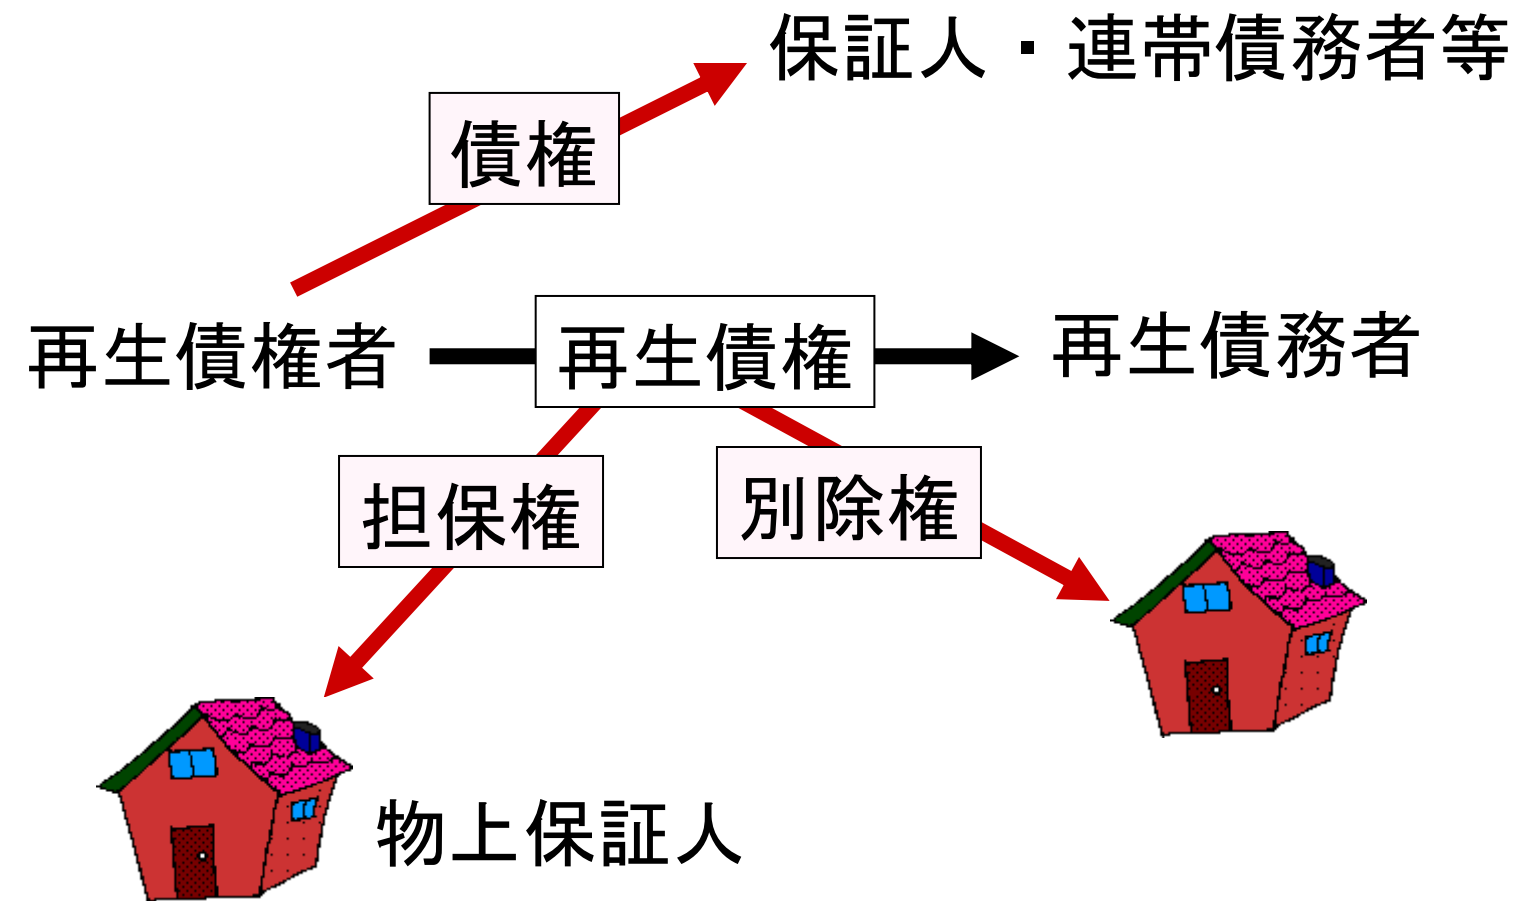 保証人・連帯債務者等
債権
再生債権者
再生債権
再生債務者
担保権
別除権
物上保証人